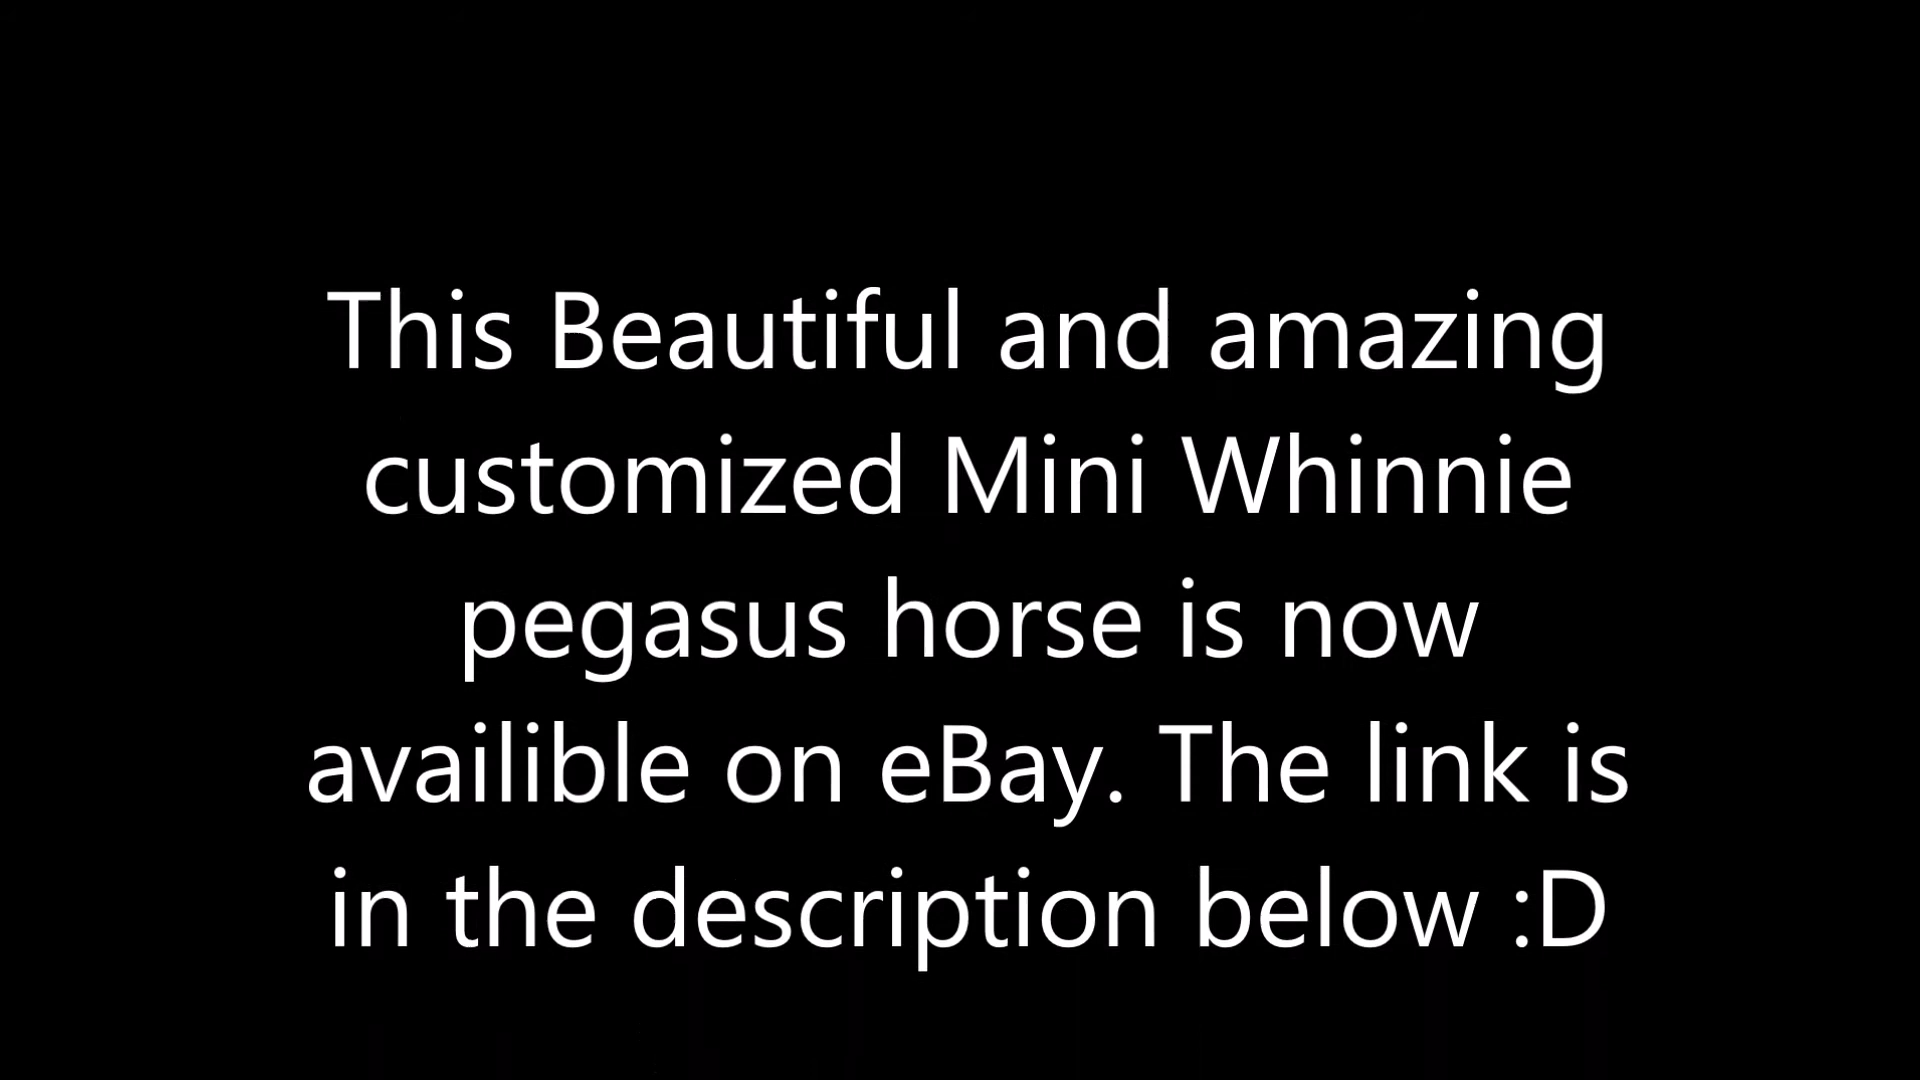 This Beautiful and amazing
customized Mini Whinnie
pegasus horse is now
availible on eBay. The link is
in the description below :D